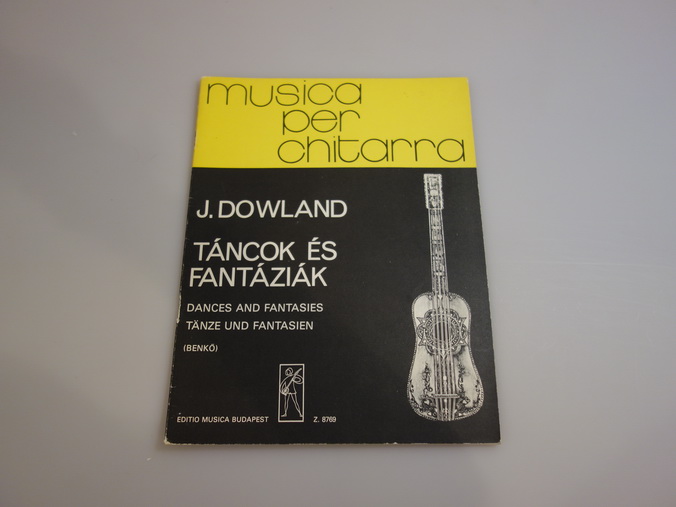 musica
per
chitarra
J. DOWLAND
TÁNCOK ÉS
FANTÁZIÁK
DANCES AND FANTASIES
TÄNZE UND FANTASIEN
(BENKŐ)
EDITIO MUSICA BUDAPEST Z. 8769